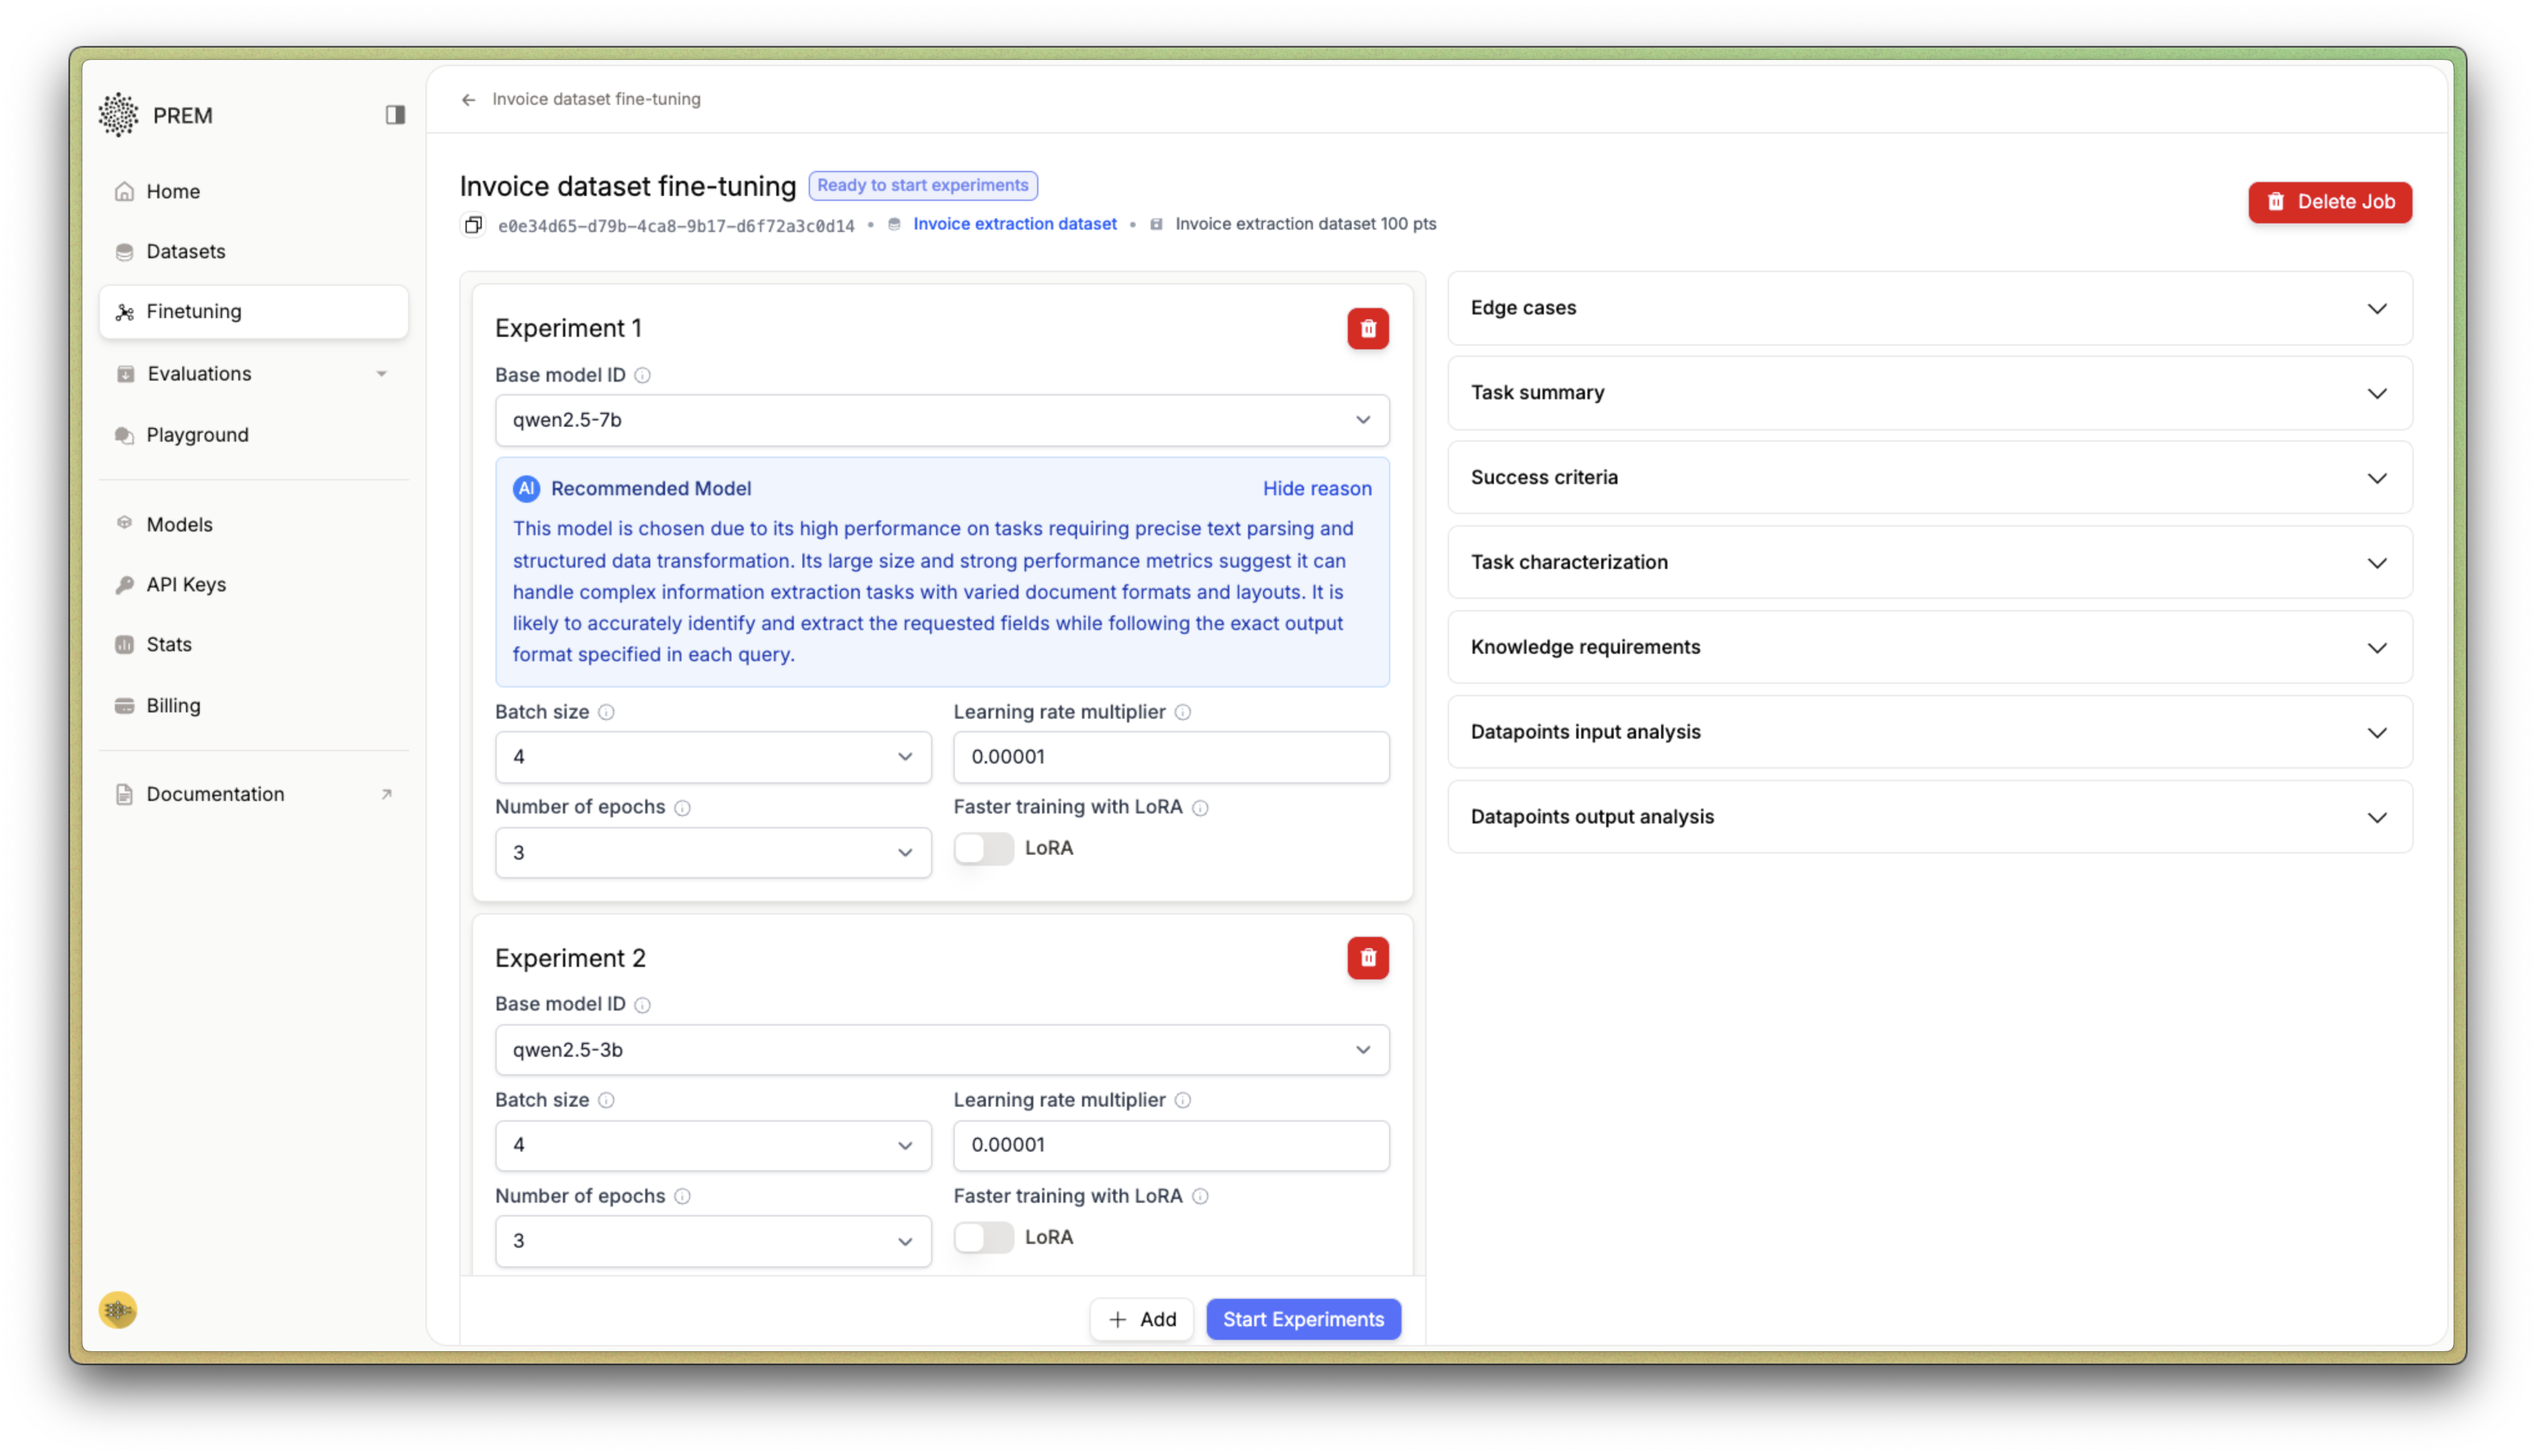 PREM
Home
Datasets
Finetuning
Evaluations
Playground
Models
API Keys
Stats
Billing
Documentation
Invoice dataset fine-tuning
Invoice dataset fine-tuning Ready to start experiments
e0e34d65-d79b-4ca8-9b17-d6f72a3c0d14 • Invoice extraction dataset • Invoice extraction dataset 100 pts
Delete Job
Experiment 1
Base model ID
qwen2.5-7b
AI Recommended Model Hide reason
This model is chosen due to its high performance on tasks requiring precise text parsing and
structured data transformation. Its large size and strong performance metrics suggest it can
handle complex information extraction tasks with varied document formats and layouts. It is
likely to accurately identify and extract the requested fields while following the exact output
format specified in each query.
Batch size Learning rate multiplier
4 0.00001
Number of epochs Faster training with LoRA
3 LoRA
Experiment 2
Base model ID
qwen2.5-3b
Batch size Learning rate multiplier
4 0.00001
Number of epochs Faster training with LoRA
3 LoRA
+ Add Start Experiments
Edge cases
Task summary
Success criteria
Task characterization
Knowledge requirements
Datapoints input analysis
Datapoints output analysis